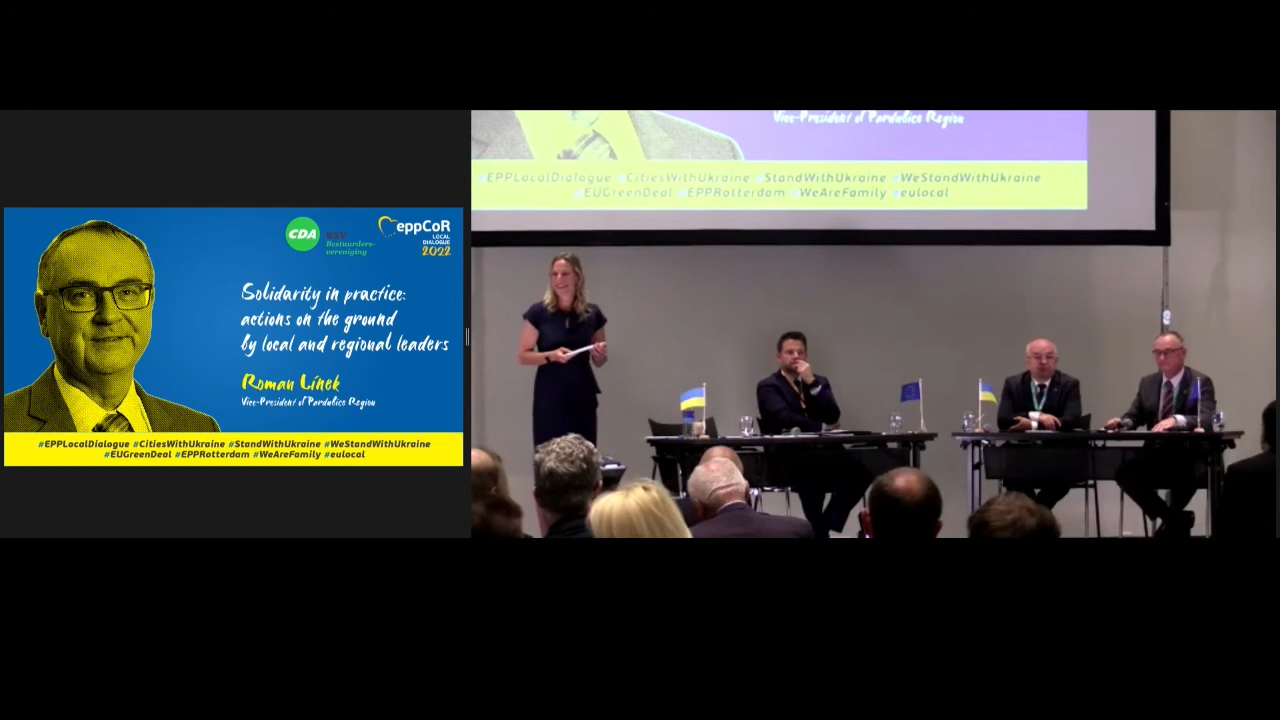 CDA
BSV
Bestuurders-
vereniging
eppCoR
LOCAL
DIALOGUE
2022
Solidarity in practice:
actions on the ground
by local and regional leaders
Roman Línek
Vice-President of Pardubice Region
#EPPLocalDialogue #CitiesWithUkraine #StandWithUkraine #WeStandWithUkraine
#EUGreenDeal #EPPRotterdam #WeAreFamily #eulocal
Vice-President of Pardubice Region
#EPPLocalDialogue #CitiesWithUkraine #StandWithUkraine #WeStandWithUkraine
#EUGreenDeal #EPPRotterdam #WeAreFamily #eulocal